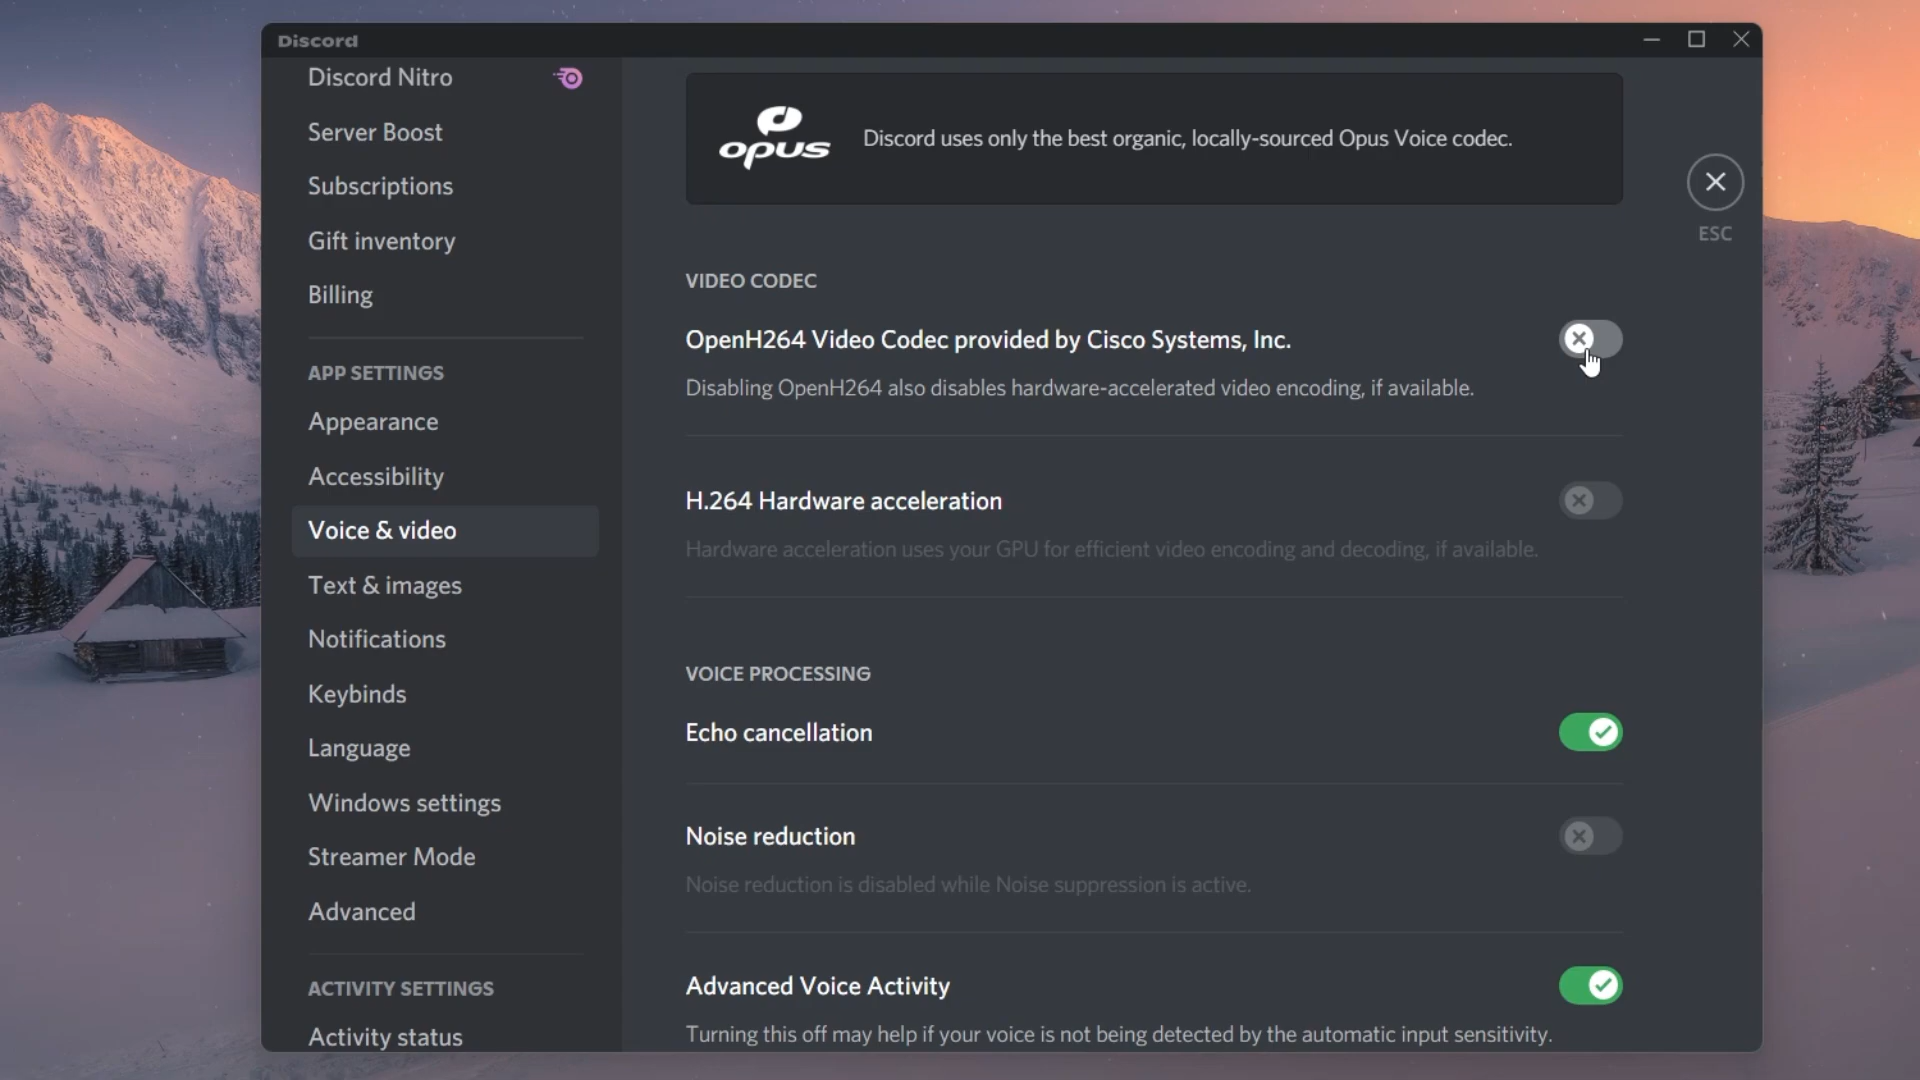 Discord
Discord Nitro
Server Boost
Subscriptions
Gift inventory
Billing
APP SETTINGS
Appearance
Accessibility
Voice & video
Text & images
Notifications
Keybinds
Language
Windows settings
Streamer Mode
Advanced
ACTIVITY SETTINGS
Activity status
opus
Discord uses only the best organic, locally-sourced Opus Voice codec.
ESC
VIDEO CODEC
OpenH264 Video Codec provided by Cisco Systems, Inc.
Disabling OpenH264 also disables hardware-accelerated video encoding, if available.
H.264 Hardware acceleration
Hardware acceleration uses your GPU for efficient video encoding and decoding, if available.
VOICE PROCESSING
Echo cancellation
Noise reduction
Noise reduction is disabled while Noise suppression is active.
Advanced Voice Activity
Turning this off may help if your voice is not being detected by the automatic input sensitivity.